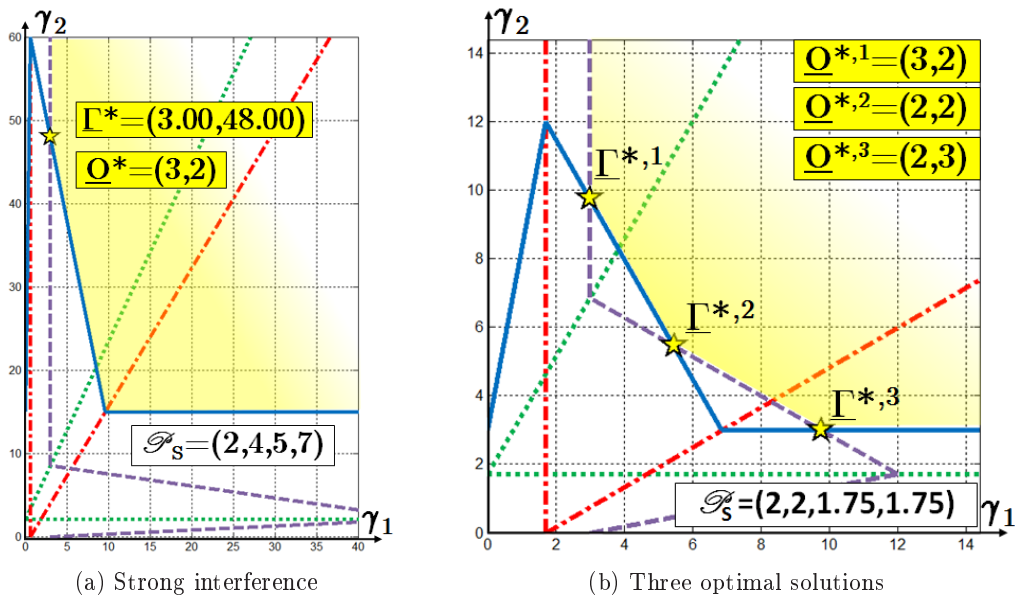 γ2
60
50
40
30
20
10
0
0 5 10 15 20 25 30 35 40
γ1
Γ*=(3.00,48.00)
O*=(3,2)
𝒫S=(2,4,5,7)
(a) Strong interference
γ2
14
12
10
8
6
4
2
0
0 2 4 6 8 10 12 14
γ1
O*,1=(3,2)
O*,2=(2,2)
O*,3=(2,3)
Γ*,1
Γ*,2
Γ*,3
𝒫S=(2,2,1.75,1.75)
(b) Three optimal solutions